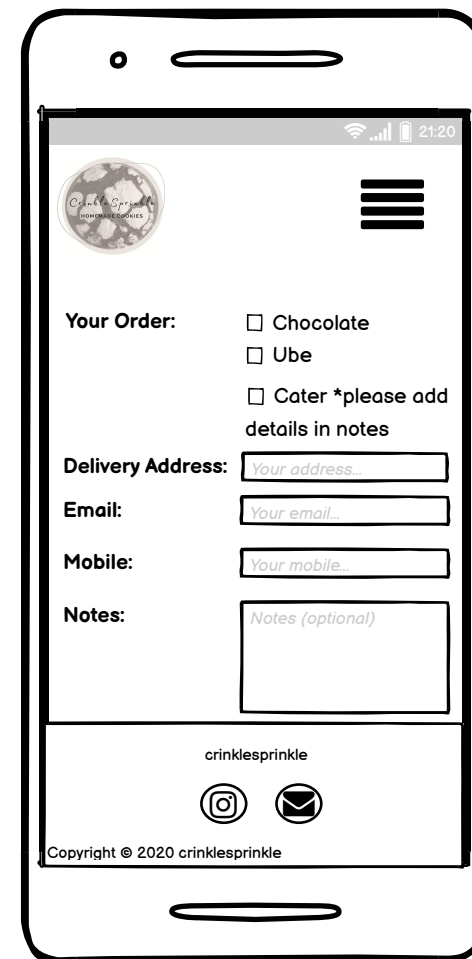 21:20
CrinkleSprinkle
HOMEMADE COOKIES
Your Order:
Chocolate
Ube
Cater *please add
details in notes
Delivery Address:
Your address...
Email:
Your email...
Mobile:
Your mobile...
Notes:
Notes (optional)
crinklesprinkle
Copyright © 2020 crinklesprinkle